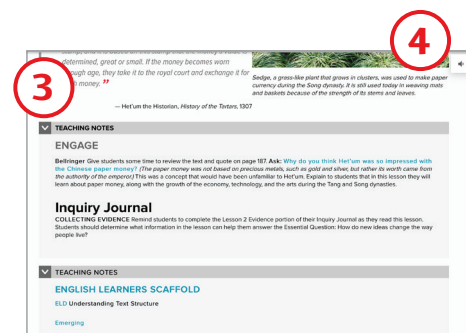 4
determined, great or small. If the money becomes worn
through age, they take it to the royal court and exchange it for
money. ”
3
— Het'um the Historian, History of the Tartars, 1307
Sedge, a grass-like plant that grows in clusters, was used to make paper
currency during the Song dynasty. It is still used today in weaving mats
and baskets because of the strength of its stems and leaves.
TEACHING NOTES
ENGAGE
Bellringer Give students some time to review the text and quote on page 187. Ask: Why do you think Het'um was so impressed with
the Chinese paper money? (The paper money was not based on precious metals, such as gold and silver, but rather its worth came from
the authority of the emperor.) This was a concept that would have been unfamiliar to Het'um. Explain to students that in this lesson they will
learn about paper money, along with the growth of the economy, technology, and the arts during the Tang and Song dynasties.
Inquiry Journal
COLLECTING EVIDENCE Remind students to complete the Lesson 2 Evidence portion of their Inquiry Journal as they read this lesson.
Students should determine what information in the lesson can help them answer the Essential Question: How do new ideas change the way
people live?
TEACHING NOTES
ENGLISH LEARNERS SCAFFOLD
ELD Understanding Text Structure
Emerging